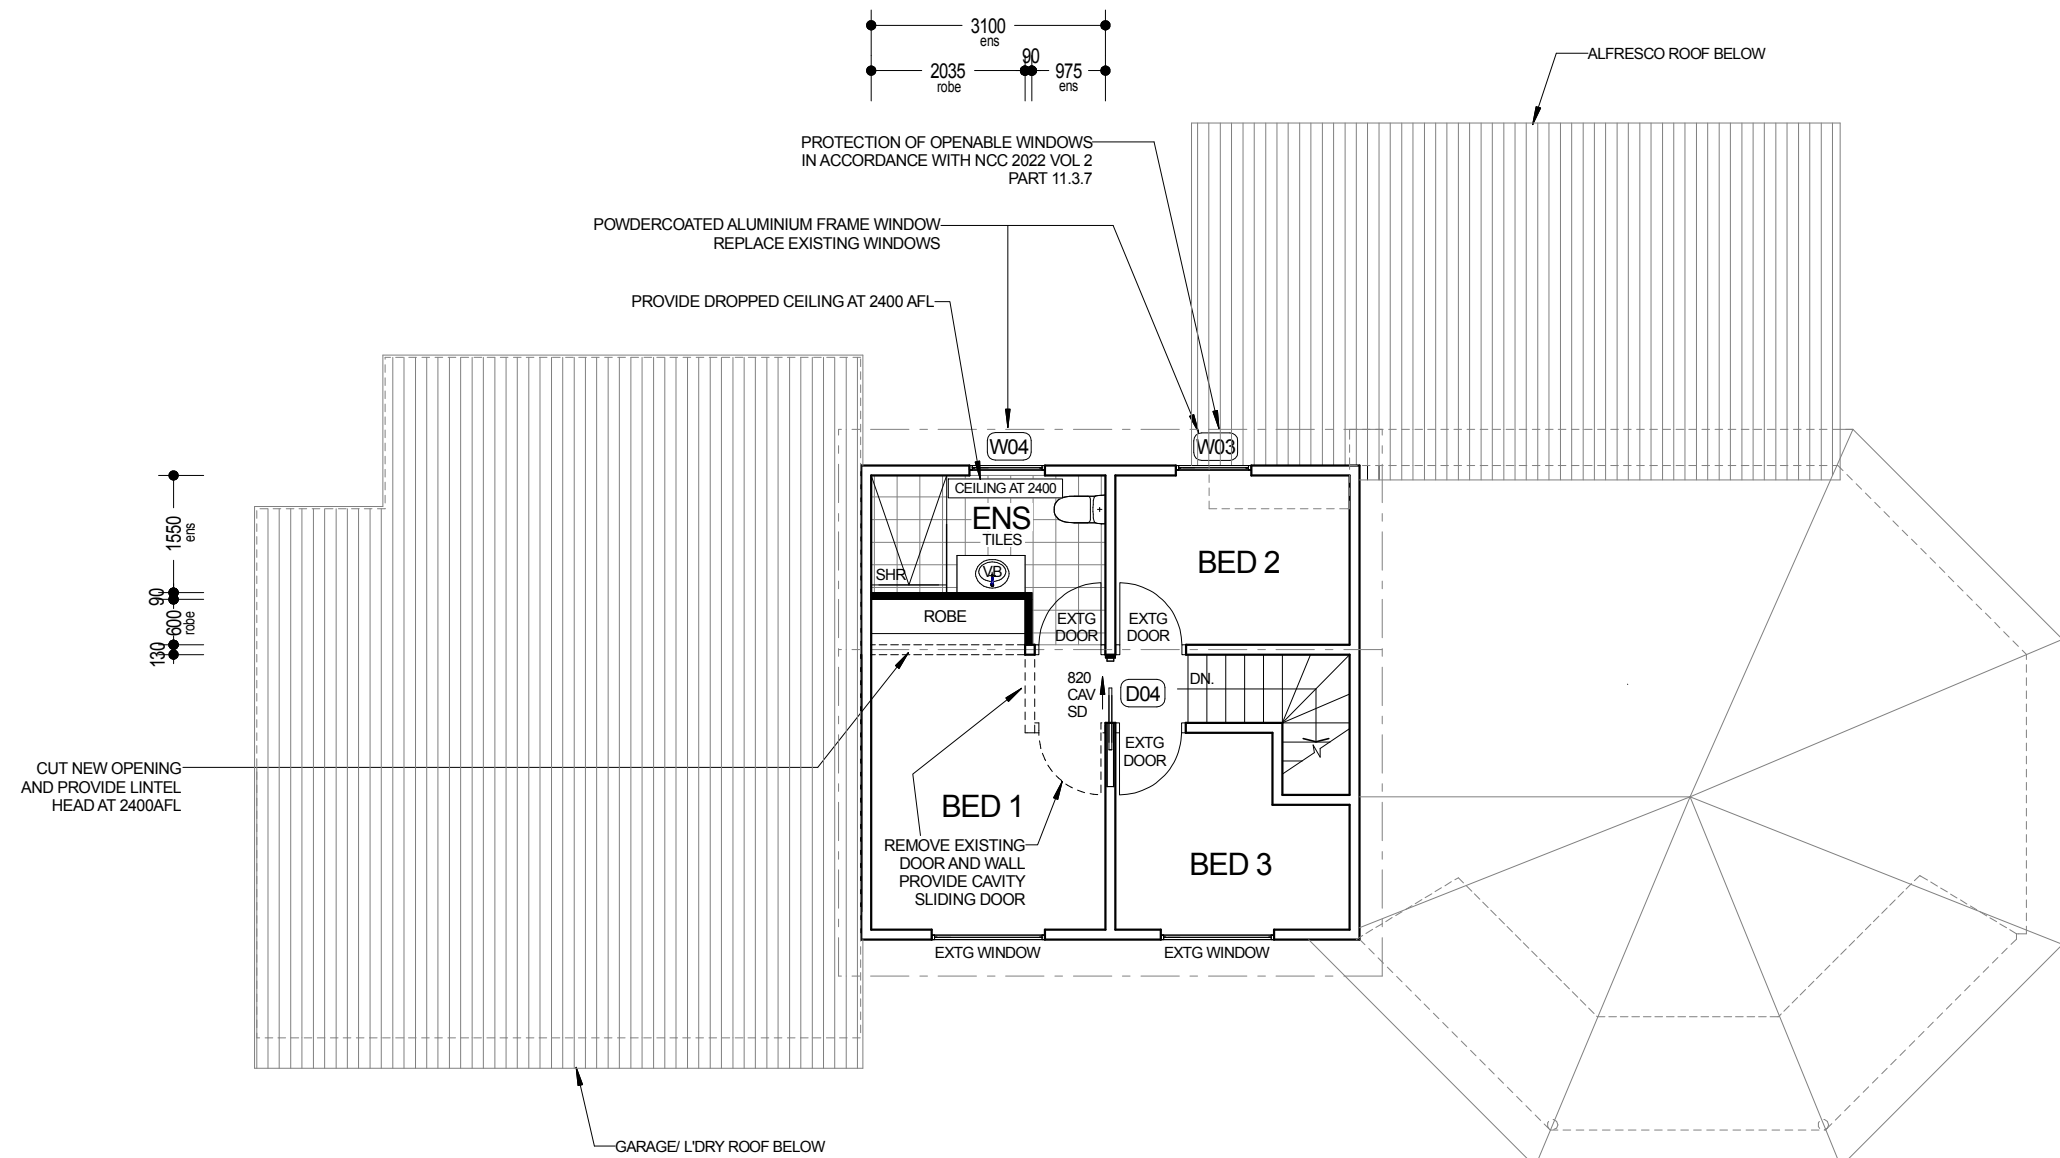 3100
ens
2035
robe
90
975
ens
ALFRESCO ROOF BELOW
PROTECTION OF OPENABLE WINDOWS
IN ACCORDANCE WITH NCC 2022 VOL 2
PART 11.3.7
POWDERCOATED ALUMINIUM FRAME WINDOW
REPLACE EXISTING WINDOWS
PROVIDE DROPPED CEILING AT 2400 AFL
W04
W03
CEILING AT 2400
ENS
TILES
BED 2
SHR
VB
ROBE
EXTG
DOOR
EXTG
DOOR
1550
ens
90
600
robe
130
820
CAV
SD
D04
DN.
EXTG
DOOR
CUT NEW OPENING
AND PROVIDE LINTEL
HEAD AT 2400AFL
BED 1
REMOVE EXISTING
DOOR AND WALL
PROVIDE CAVITY
SLIDING DOOR
BED 3
EXTG WINDOW
EXTG WINDOW
GARAGE/ L'DRY ROOF BELOW